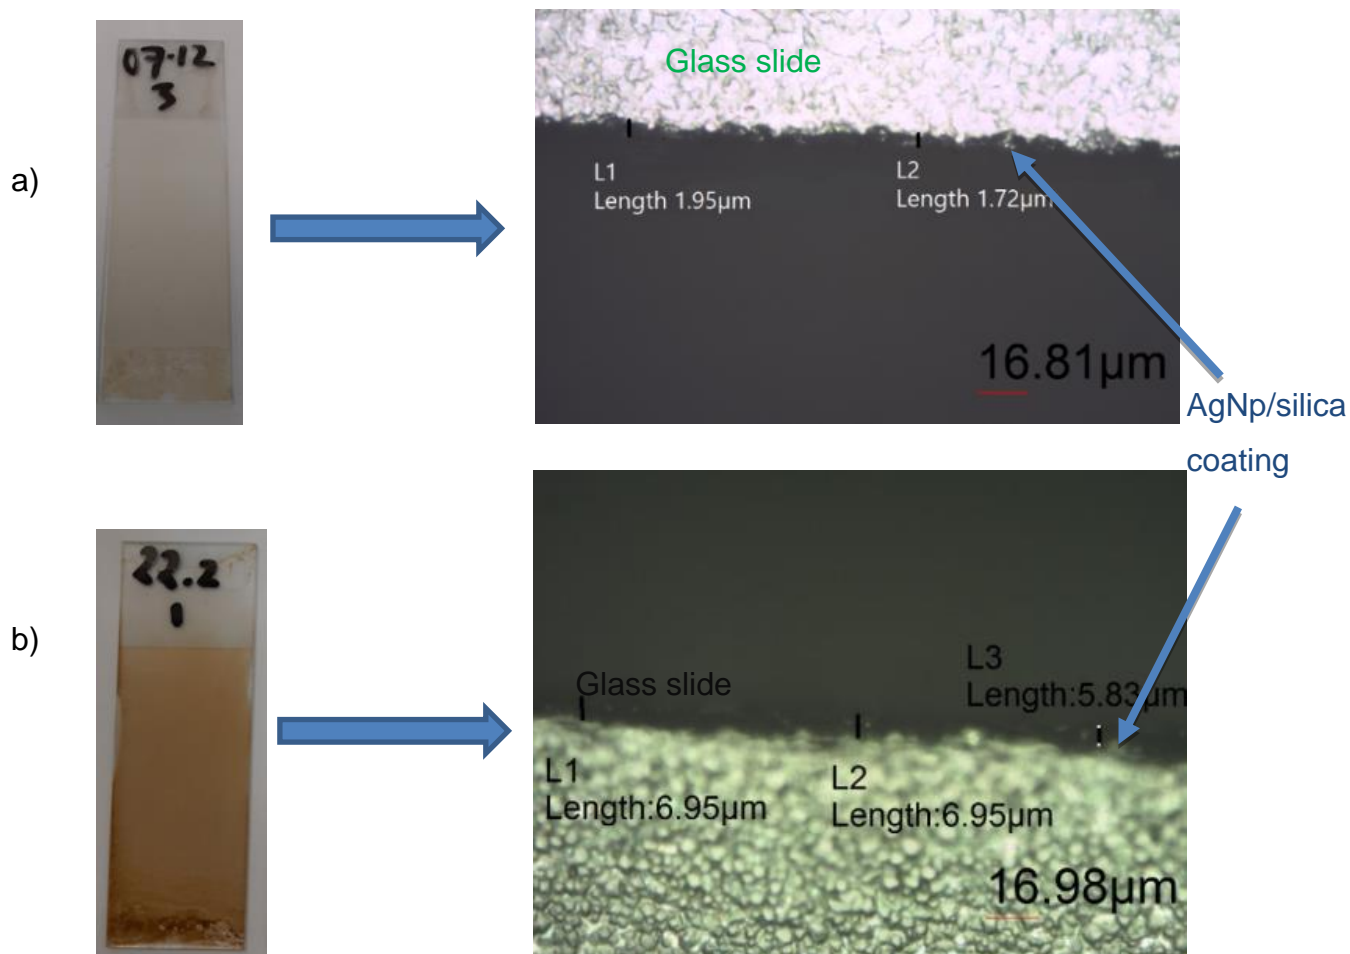 a)
07-12
3
Glass slide
L1
Length 1.95µm
L2
Length 1.72µm
16.81µm
AgNp/silica
coating
b)
22.2
1
Glass slide
L1
Length:6.95µm
L2
Length:6.95µm
L3
Length:5.83µm
16.98µm